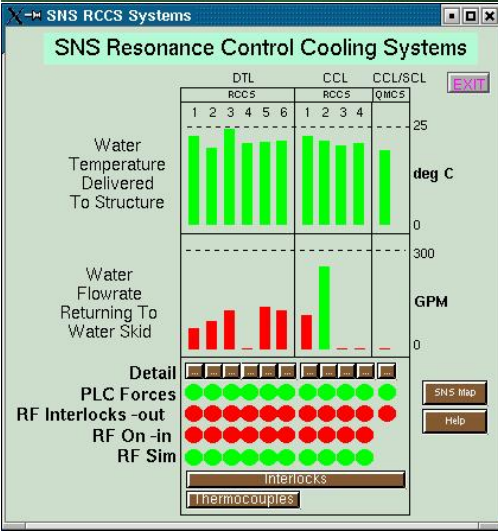 SNS RCCS Systems
SNS Resonance Control Cooling Systems
DTL CCL CCL/SCL
EXIT
RCCS RCCS QMCS
1 2 3 4 5 6 1 2 3 4
25
Water
Temperature
Delivered
To Structure
deg C
0
300
Water
Flowrate
Returning To
Water Skid
GPM
0
Detail ... ... ... ... ... ... ... ... ... ... ...
PLC Forces
SNS Map
RF Interlocks -out
Help
RF On -in
RF Sim
Interlocks
Thermocouples